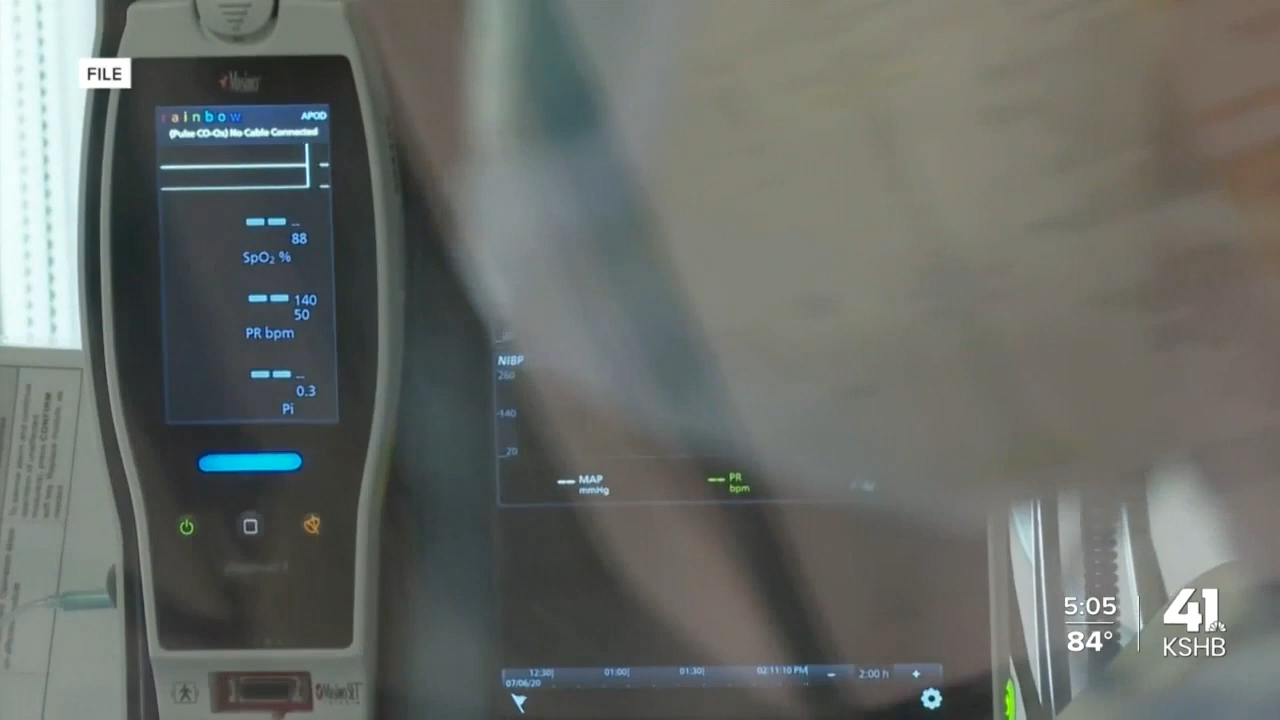 FILE
Masimo
rainbow
APOD
(Pulse CO-Ox) No Cable Connected
-- --
88
SpO₂ %
-- 140
50
PR bpm
-- --
0.3
Pi
NIBP
260
140
20
-- MAP
mmHg
-- PR
bpm
12:30| 01:00| 01:30| 02:11:10 PM - 2:00 h +
07/06/20
Masimo SET
5:05
84°
41
KSHB